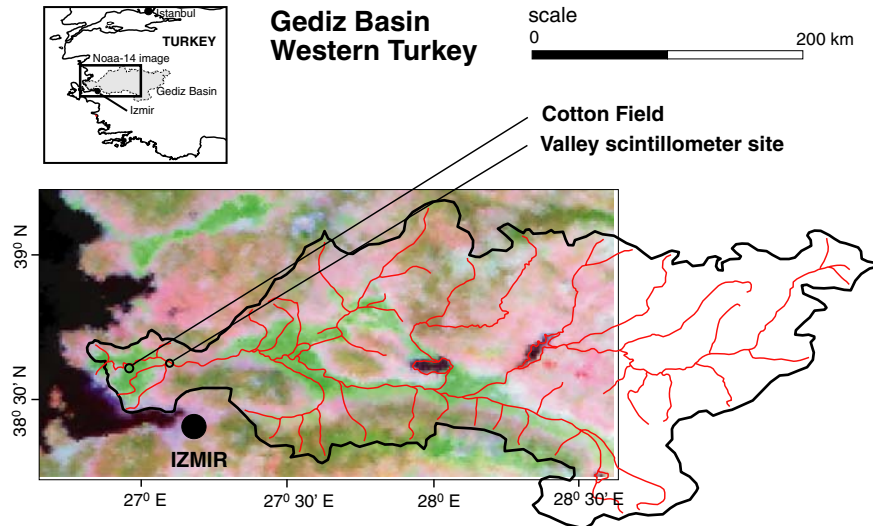 Istanbul
TURKEY
Noaa-14 image
Gediz Basin
Izmir
Gediz Basin
Western Turkey
scale
0
200 km
Cotton Field
Valley scintillometer site
39⁰ N
38⁰ 30' N
IZMIR
27⁰ E
27⁰ 30' E
28⁰ E
28⁰ 30' E